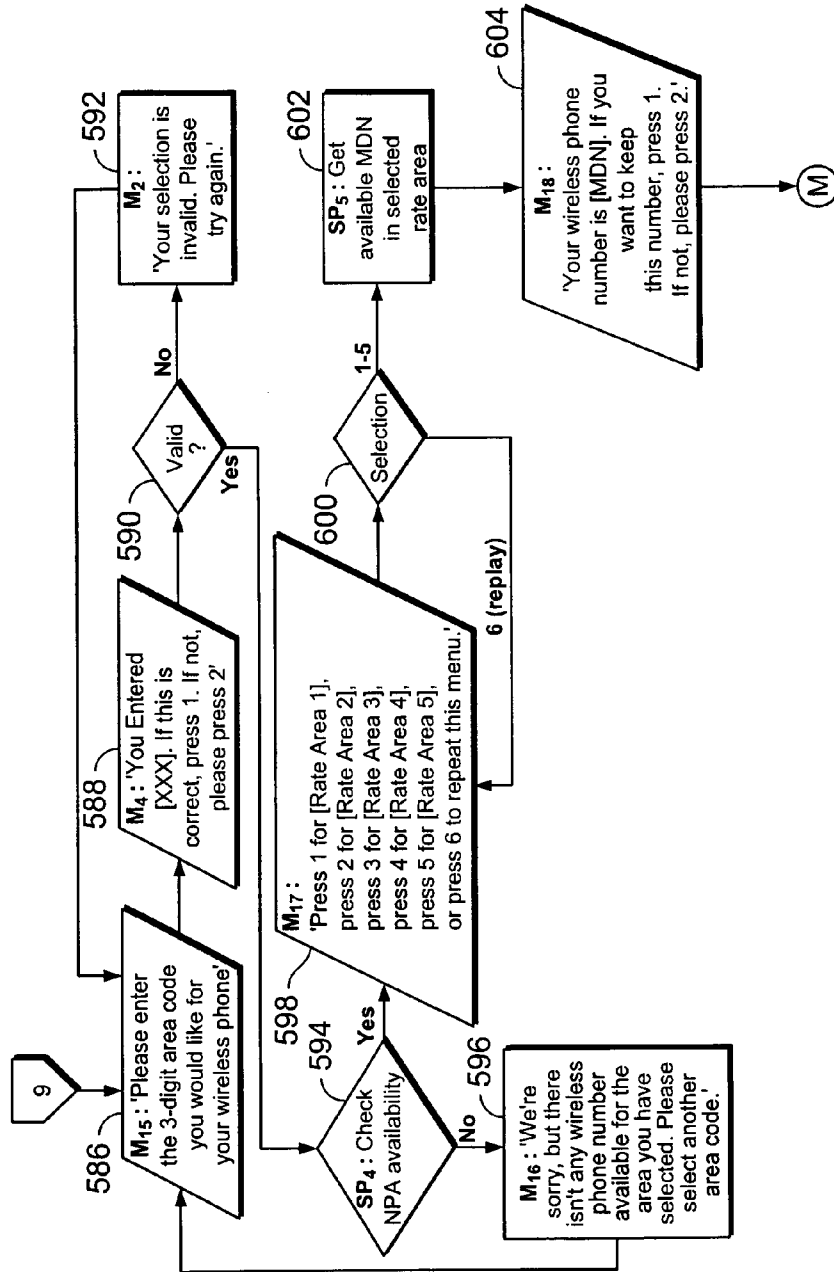 9
586
M15 : 'Please enter
the 3-digit area code
you would like for
your wireless phone'
588
M4 : 'You Entered
[XXX]. If this is
correct, press 1. If not,
please press 2'
590
Valid
?
No
Yes
592
M2 :
'Your selection is
invalid. Please
try again.'
594
SP4 : Check
NPA availability
Yes
No
596
M16 : 'We're
sorry, but there
isn't any wireless
phone number
available for the
area you have
selected. Please
select another
area code.'
598
M17 :
'Press 1 for [Rate Area 1],
press 2 for [Rate Area 2],
press 3 for [Rate Area 3],
press 4 for [Rate Area 4],
press 5 for [Rate Area 5],
or press 6 to repeat this menu.'
600
Selection
1-5
6 (replay)
602
SP5 : Get
available MDN
in selected
rate area
604
M18 :
'Your wireless phone
number is [MDN]. If you
want to keep
this number, press 1.
If not, please press 2.'
M